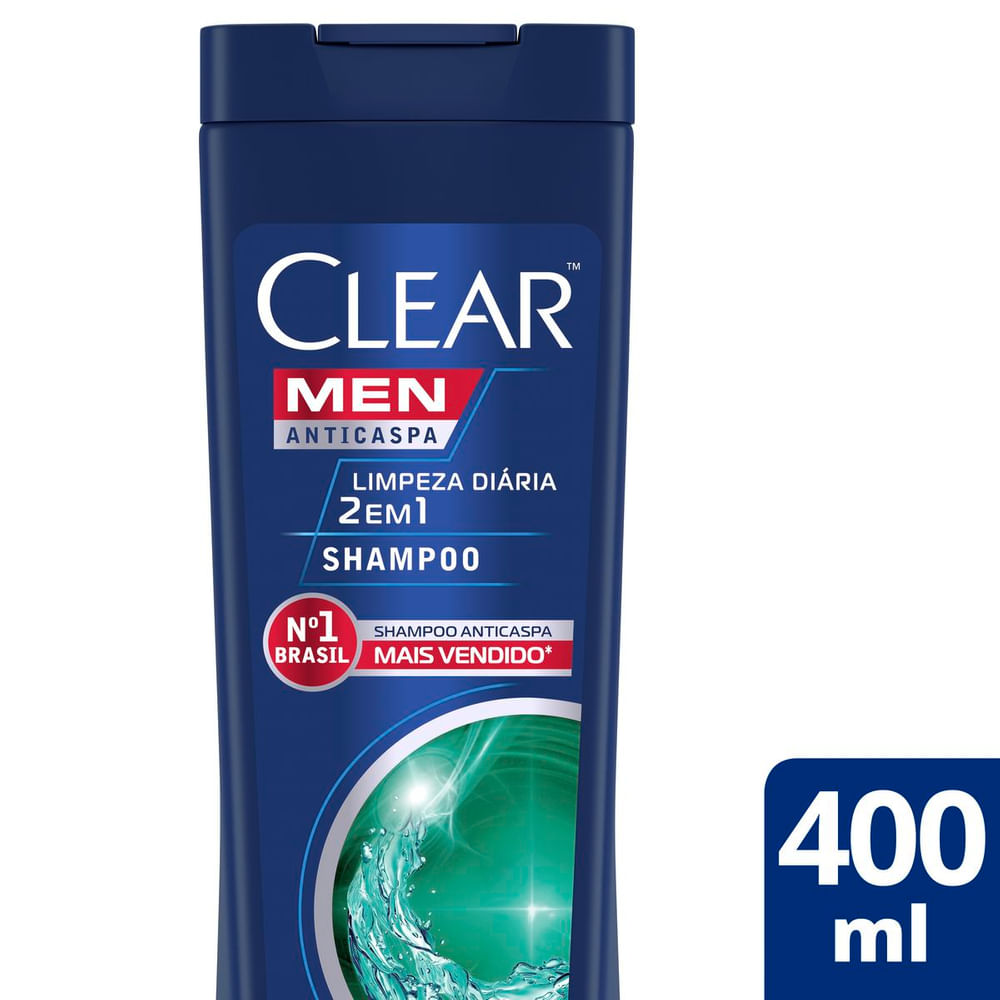 CLEAR™
MEN
ANTICASPA
LIMPEZA DIÁRIA
2EM1
SHAMPOO
Nº1
BRASIL
SHAMPOO ANTICASPA
MAIS VENDIDO*
400
ml